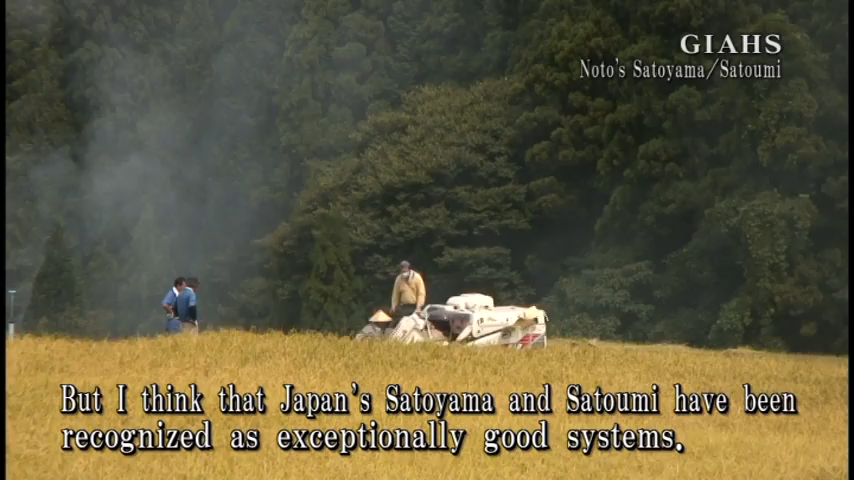 GIAHS
Noto's Satoyama/Satoumi
But I think that Japan's Satoyama and Satoumi have been
recognized as exceptionally good systems.